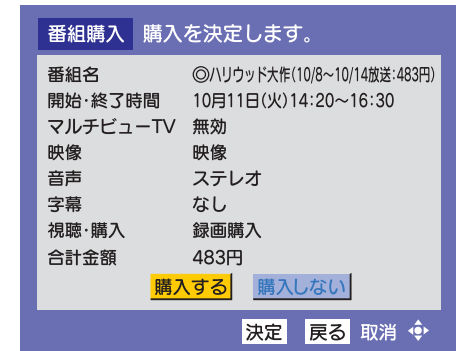 番組購入 購入を決定します。
番組名 ◎ハリウッド大作(10/8~10/14放送:483円)
開始·終了時間 10月11日(火)14:20~16:30
マルチビューTV 無効
映像 映像
音声 ステレオ
字幕 なし
視聴·購入 録画購入
合計金額 483円
購入する 購入しない
決定 戻る 取消